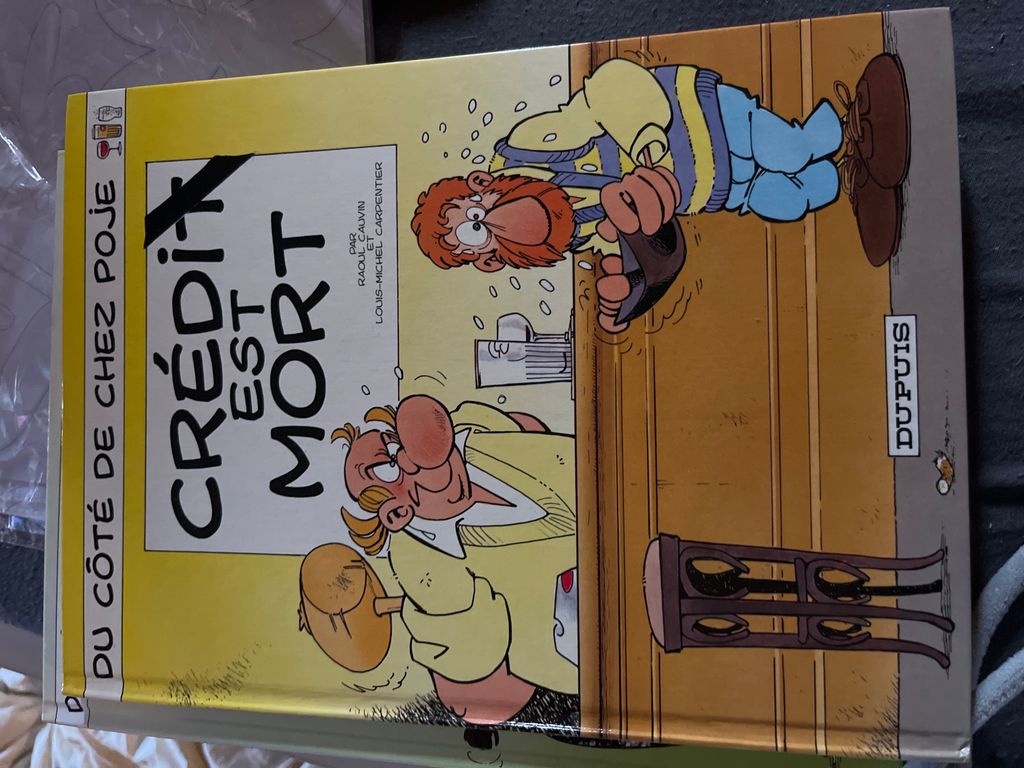 DU CÔTÉ DE CHEZ POJE
CRÉDIT
EST
MORT
PAR
RAOUL CAUVIN
ET
LOUIS-MICHEL CARPENTIER
DUPUIS
D